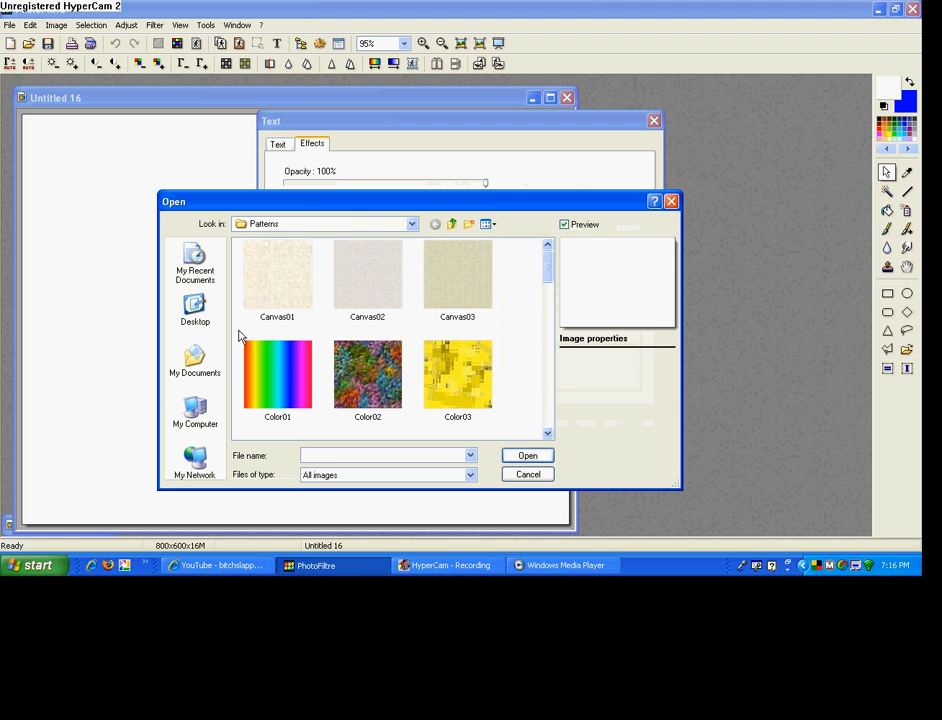 Unregistered HyperCam 2
File Edit Image Selection Adjust Filter View Tools Window ?
T 95%
Untitled 16
Text
Text Effects
Opacity : 100%
Open
Look in: Patterns Preview
My Recent Documents
Desktop
My Documents
My Computer
My Network
Canvas01 Canvas02 Canvas03
Color01 Color02 Color03
Image properties
File name: Open
Files of type: All images Cancel
Ready 800x600x16M Untitled 16
start YouTube - bitchslapp... PhotoFiltre HyperCam - Recording Windows Media Player 7:16 PM